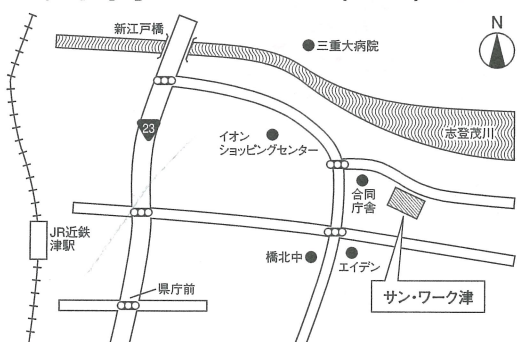 新江戸橋
三重大病院
N
23
イオン
ショッピングセンター
志登茂川
合同
庁舎
JR近鉄
津駅
橋北中
エイデン
県庁前
サン・ワーク津